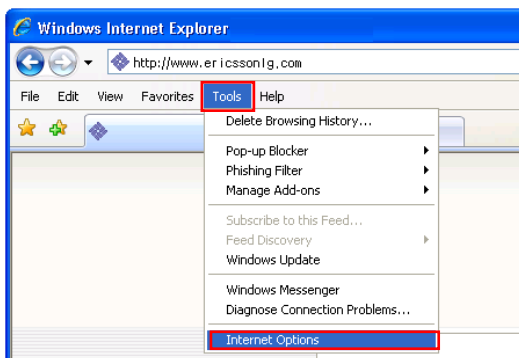 Windows Internet Explorer
http://www.ericssonlg.com
File Edit View Favorites Tools Help
Delete Browsing History...
Pop-up Blocker
Phishing Filter
Manage Add-ons
Subscribe to this Feed...
Feed Discovery
Windows Update
Windows Messenger
Diagnose Connection Problems...
Internet Options